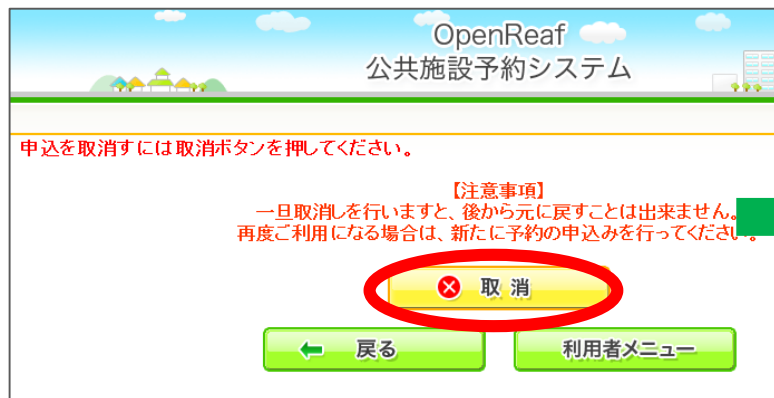 OpenReaf
公共施設予約システム
申込を取消すには取消ボタンを押してください。
【注意事項】
一旦取消しを行いますと、後から元に戻すことは出来ません。
再度ご利用になる場合は、新たに予約の申込みを行ってください。
取 消
戻る
利用者メニュー